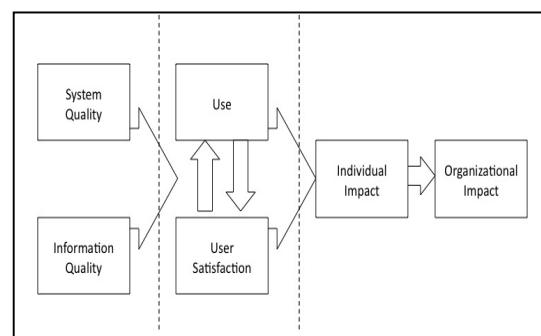 System
Quality
Use
Individual
Impact
Organizational
Impact
Information
Quality
User
Satisfaction